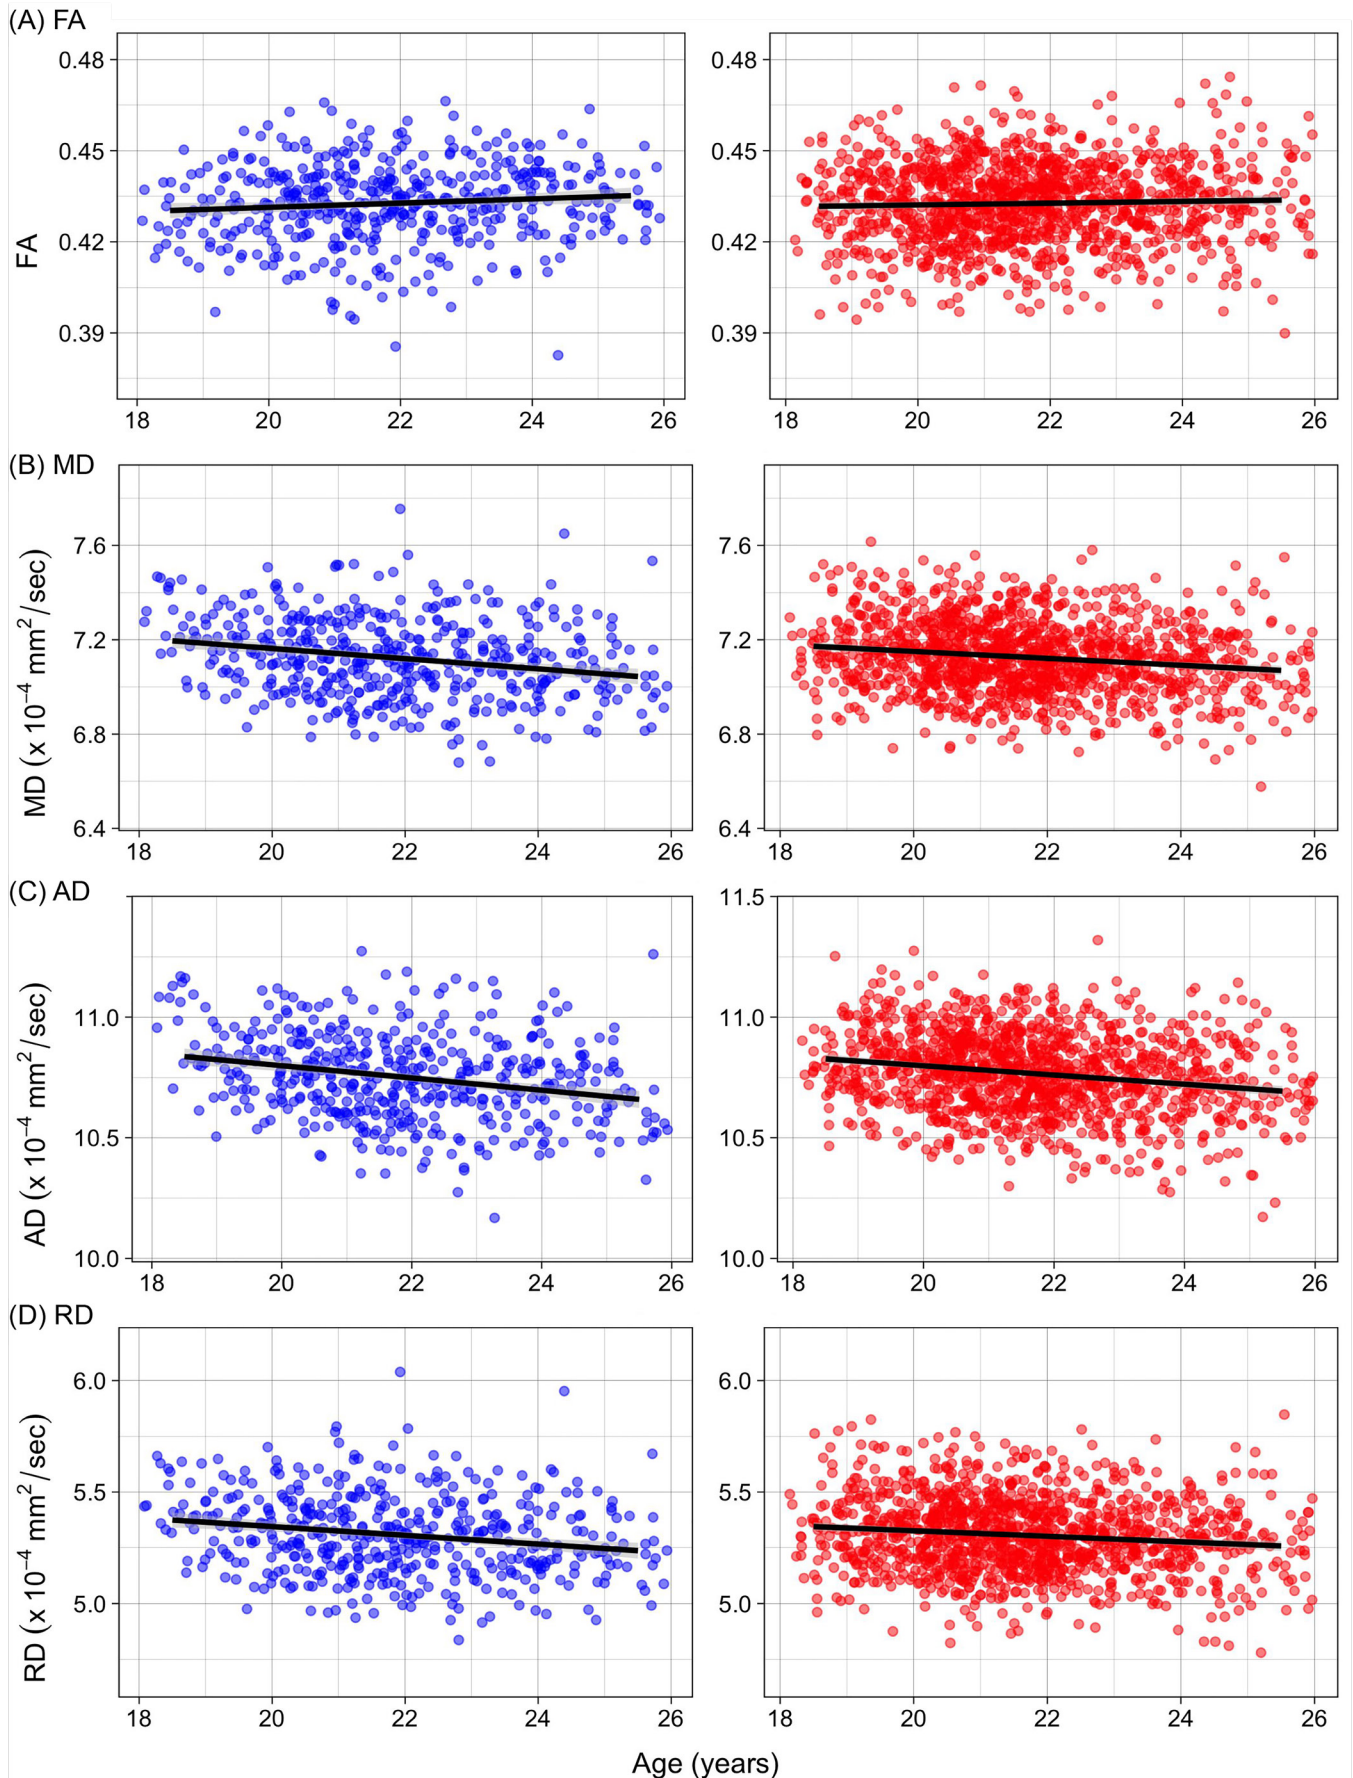 (A) FA
FA
0.48
0.45
0.42
0.39
18 20 22 24 26
0.48
0.45
0.42
0.39
18 20 22 24 26
(B) MD
MD (x 10⁻⁴ mm²/sec)
7.6
7.2
6.8
6.4
18 20 22 24 26
7.6
7.2
6.8
6.4
18 20 22 24 26
(C) AD
AD (x 10⁻⁴ mm²/sec)
11.0
10.5
10.0
18 20 22 24 26
11.5
11.0
10.5
10.0
18 20 22 24 26
(D) RD
RD (x 10⁻⁴ mm²/sec)
6.0
5.5
5.0
18 20 22 24 26
6.0
5.5
5.0
18 20 22 24 26
Age (years)